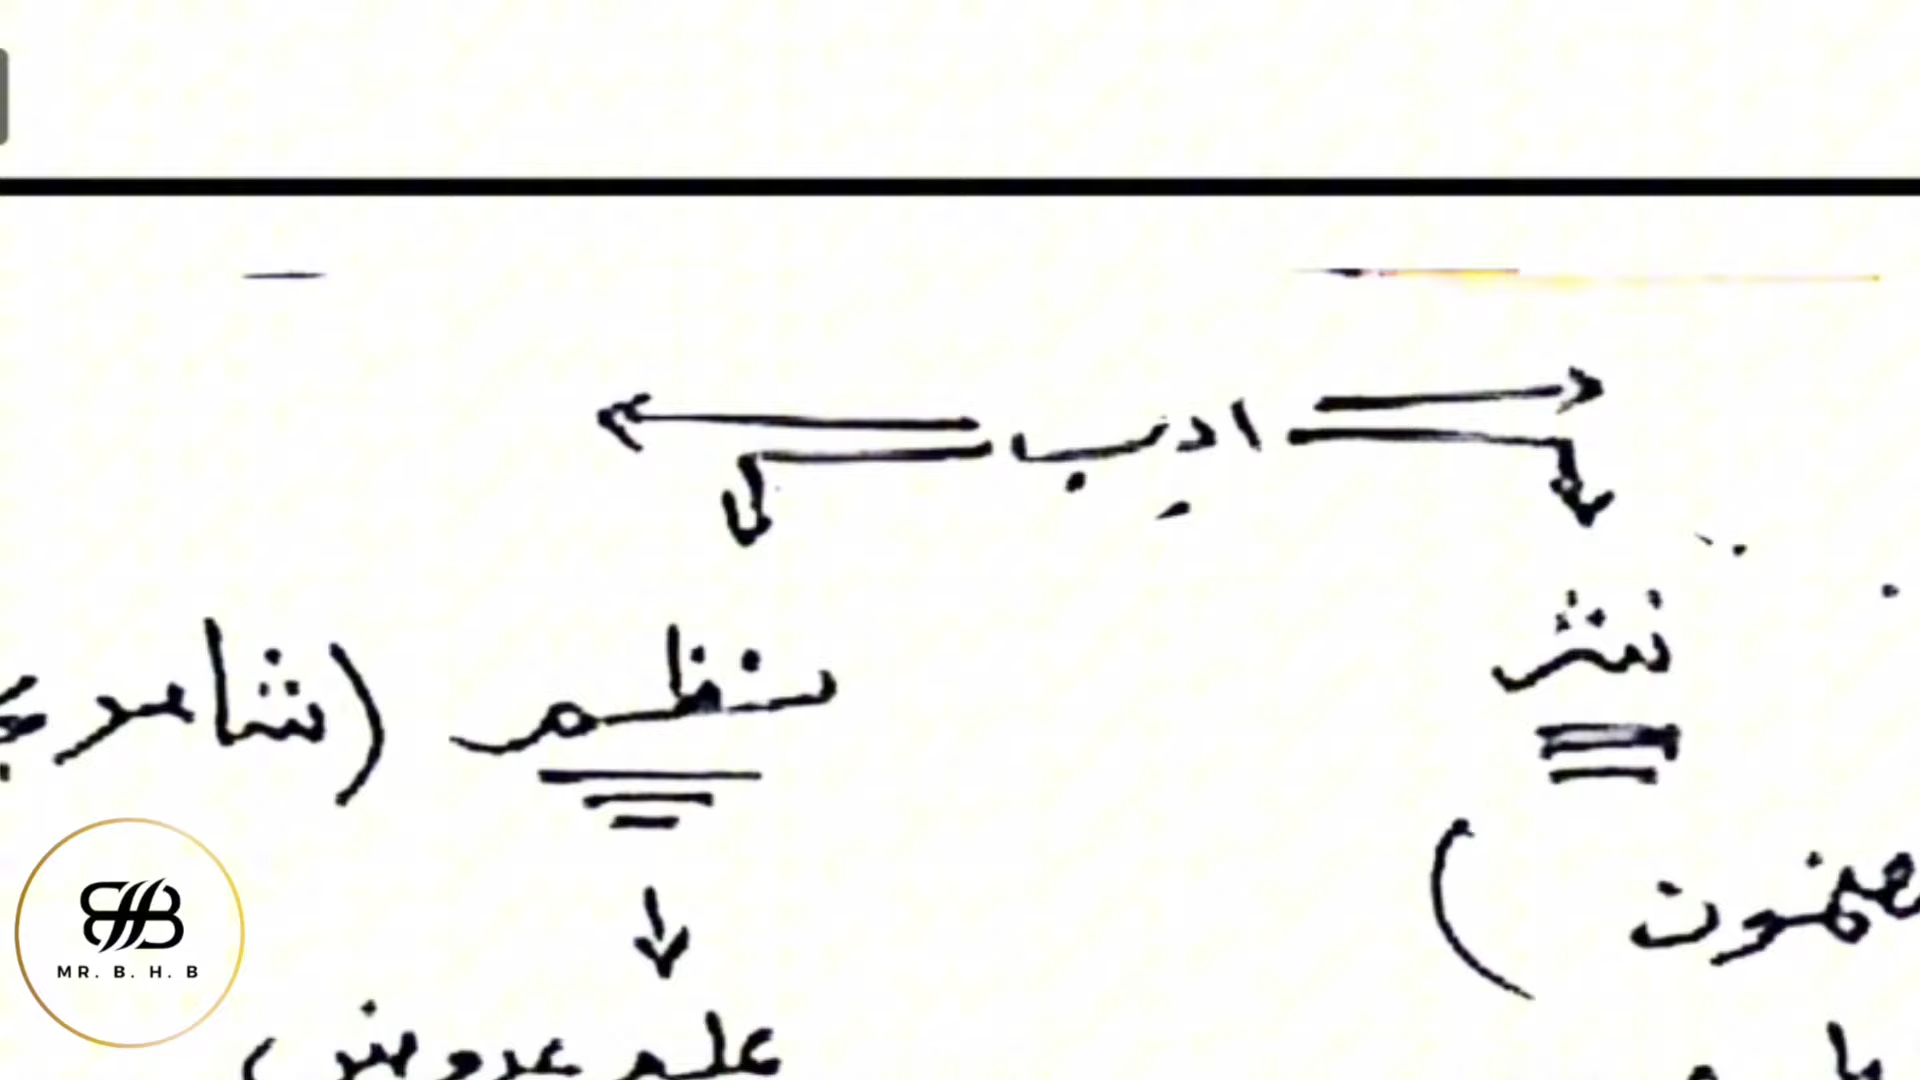 ادب
نثر
نظم (شاعری
مضمون )
علم عروض (
MR. B. H. B